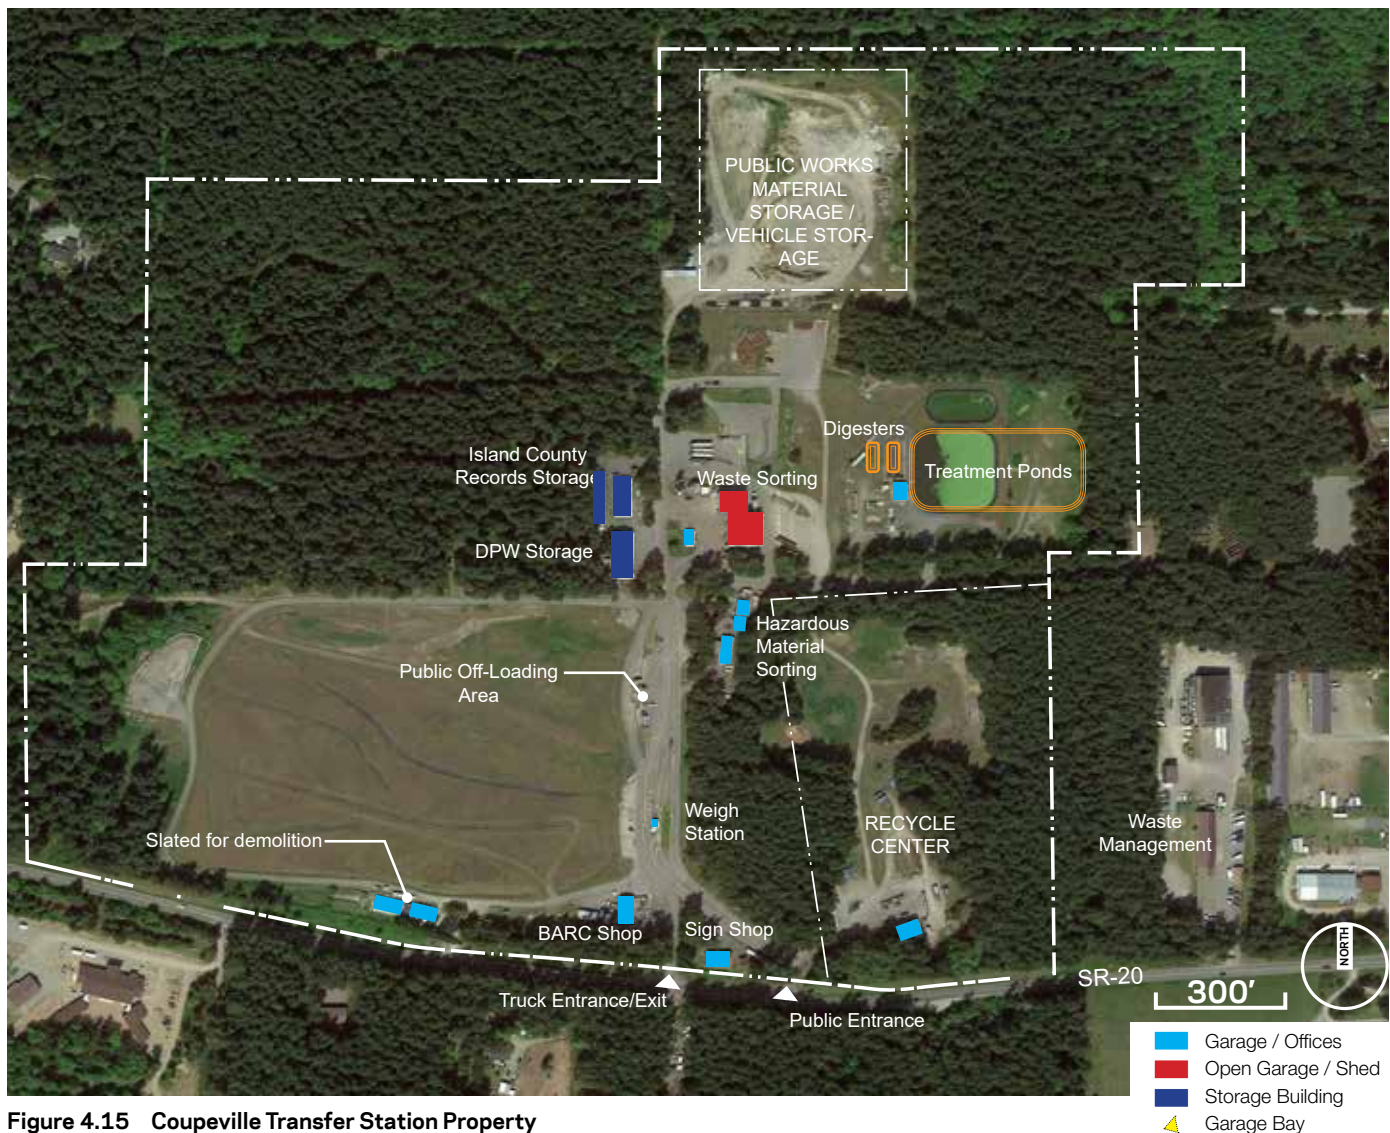 PUBLIC WORKS
MATERIAL
STORAGE /
VEHICLE STOR-
AGE
Digesters
Treatment Ponds
Island County
Records Storage
Waste Sorting
DPW Storage
Hazardous
Material
Sorting
Public Off-Loading
Area
Weigh
Station
RECYCLE
CENTER
Waste
Management
Slated for demolition
BARC Shop
Sign Shop
Truck Entrance/Exit
Public Entrance
SR-20
NORTH
300'
Garage / Offices
Open Garage / Shed
Storage Building
Garage Bay
Figure 4.15 Coupeville Transfer Station Property